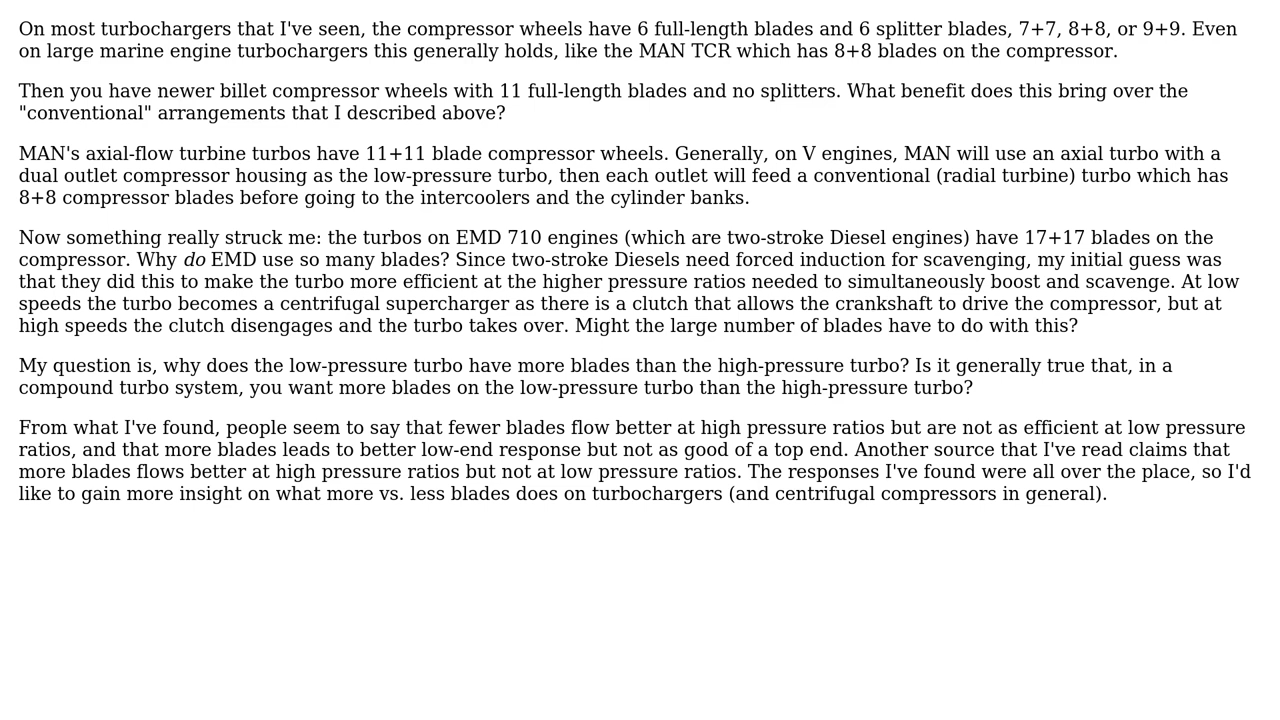 On most turbochargers that I've seen, the compressor wheels have 6 full-length blades and 6 splitter blades, 7+7, 8+8, or 9+9. Even
on large marine engine turbochargers this generally holds, like the MAN TCR which has 8+8 blades on the compressor.
Then you have newer billet compressor wheels with 11 full-length blades and no splitters. What benefit does this bring over the
"conventional" arrangements that I described above?
MAN's axial-flow turbine turbos have 11+11 blade compressor wheels. Generally, on V engines, MAN will use an axial turbo with a
dual outlet compressor housing as the low-pressure turbo, then each outlet will feed a conventional (radial turbine) turbo which has
8+8 compressor blades before going to the intercoolers and the cylinder banks.
Now something really struck me: the turbos on EMD 710 engines (which are two-stroke Diesel engines) have 17+17 blades on the
compressor. Why do EMD use so many blades? Since two-stroke Diesels need forced induction for scavenging, my initial guess was
that they did this to make the turbo more efficient at the higher pressure ratios needed to simultaneously boost and scavenge. At low
speeds the turbo becomes a centrifugal supercharger as there is a clutch that allows the crankshaft to drive the compressor, but at
high speeds the clutch disengages and the turbo takes over. Might the large number of blades have to do with this?
My question is, why does the low-pressure turbo have more blades than the high-pressure turbo? Is it generally true that, in a
compound turbo system, you want more blades on the low-pressure turbo than the high-pressure turbo?
From what I've found, people seem to say that fewer blades flow better at high pressure ratios but are not as efficient at low pressure
ratios, and that more blades leads to better low-end response but not as good of a top end. Another source that I've read claims that
more blades flows better at high pressure ratios but not at low pressure ratios. The responses I've found were all over the place, so I'd
like to gain more insight on what more vs. less blades does on turbochargers (and centrifugal compressors in general).